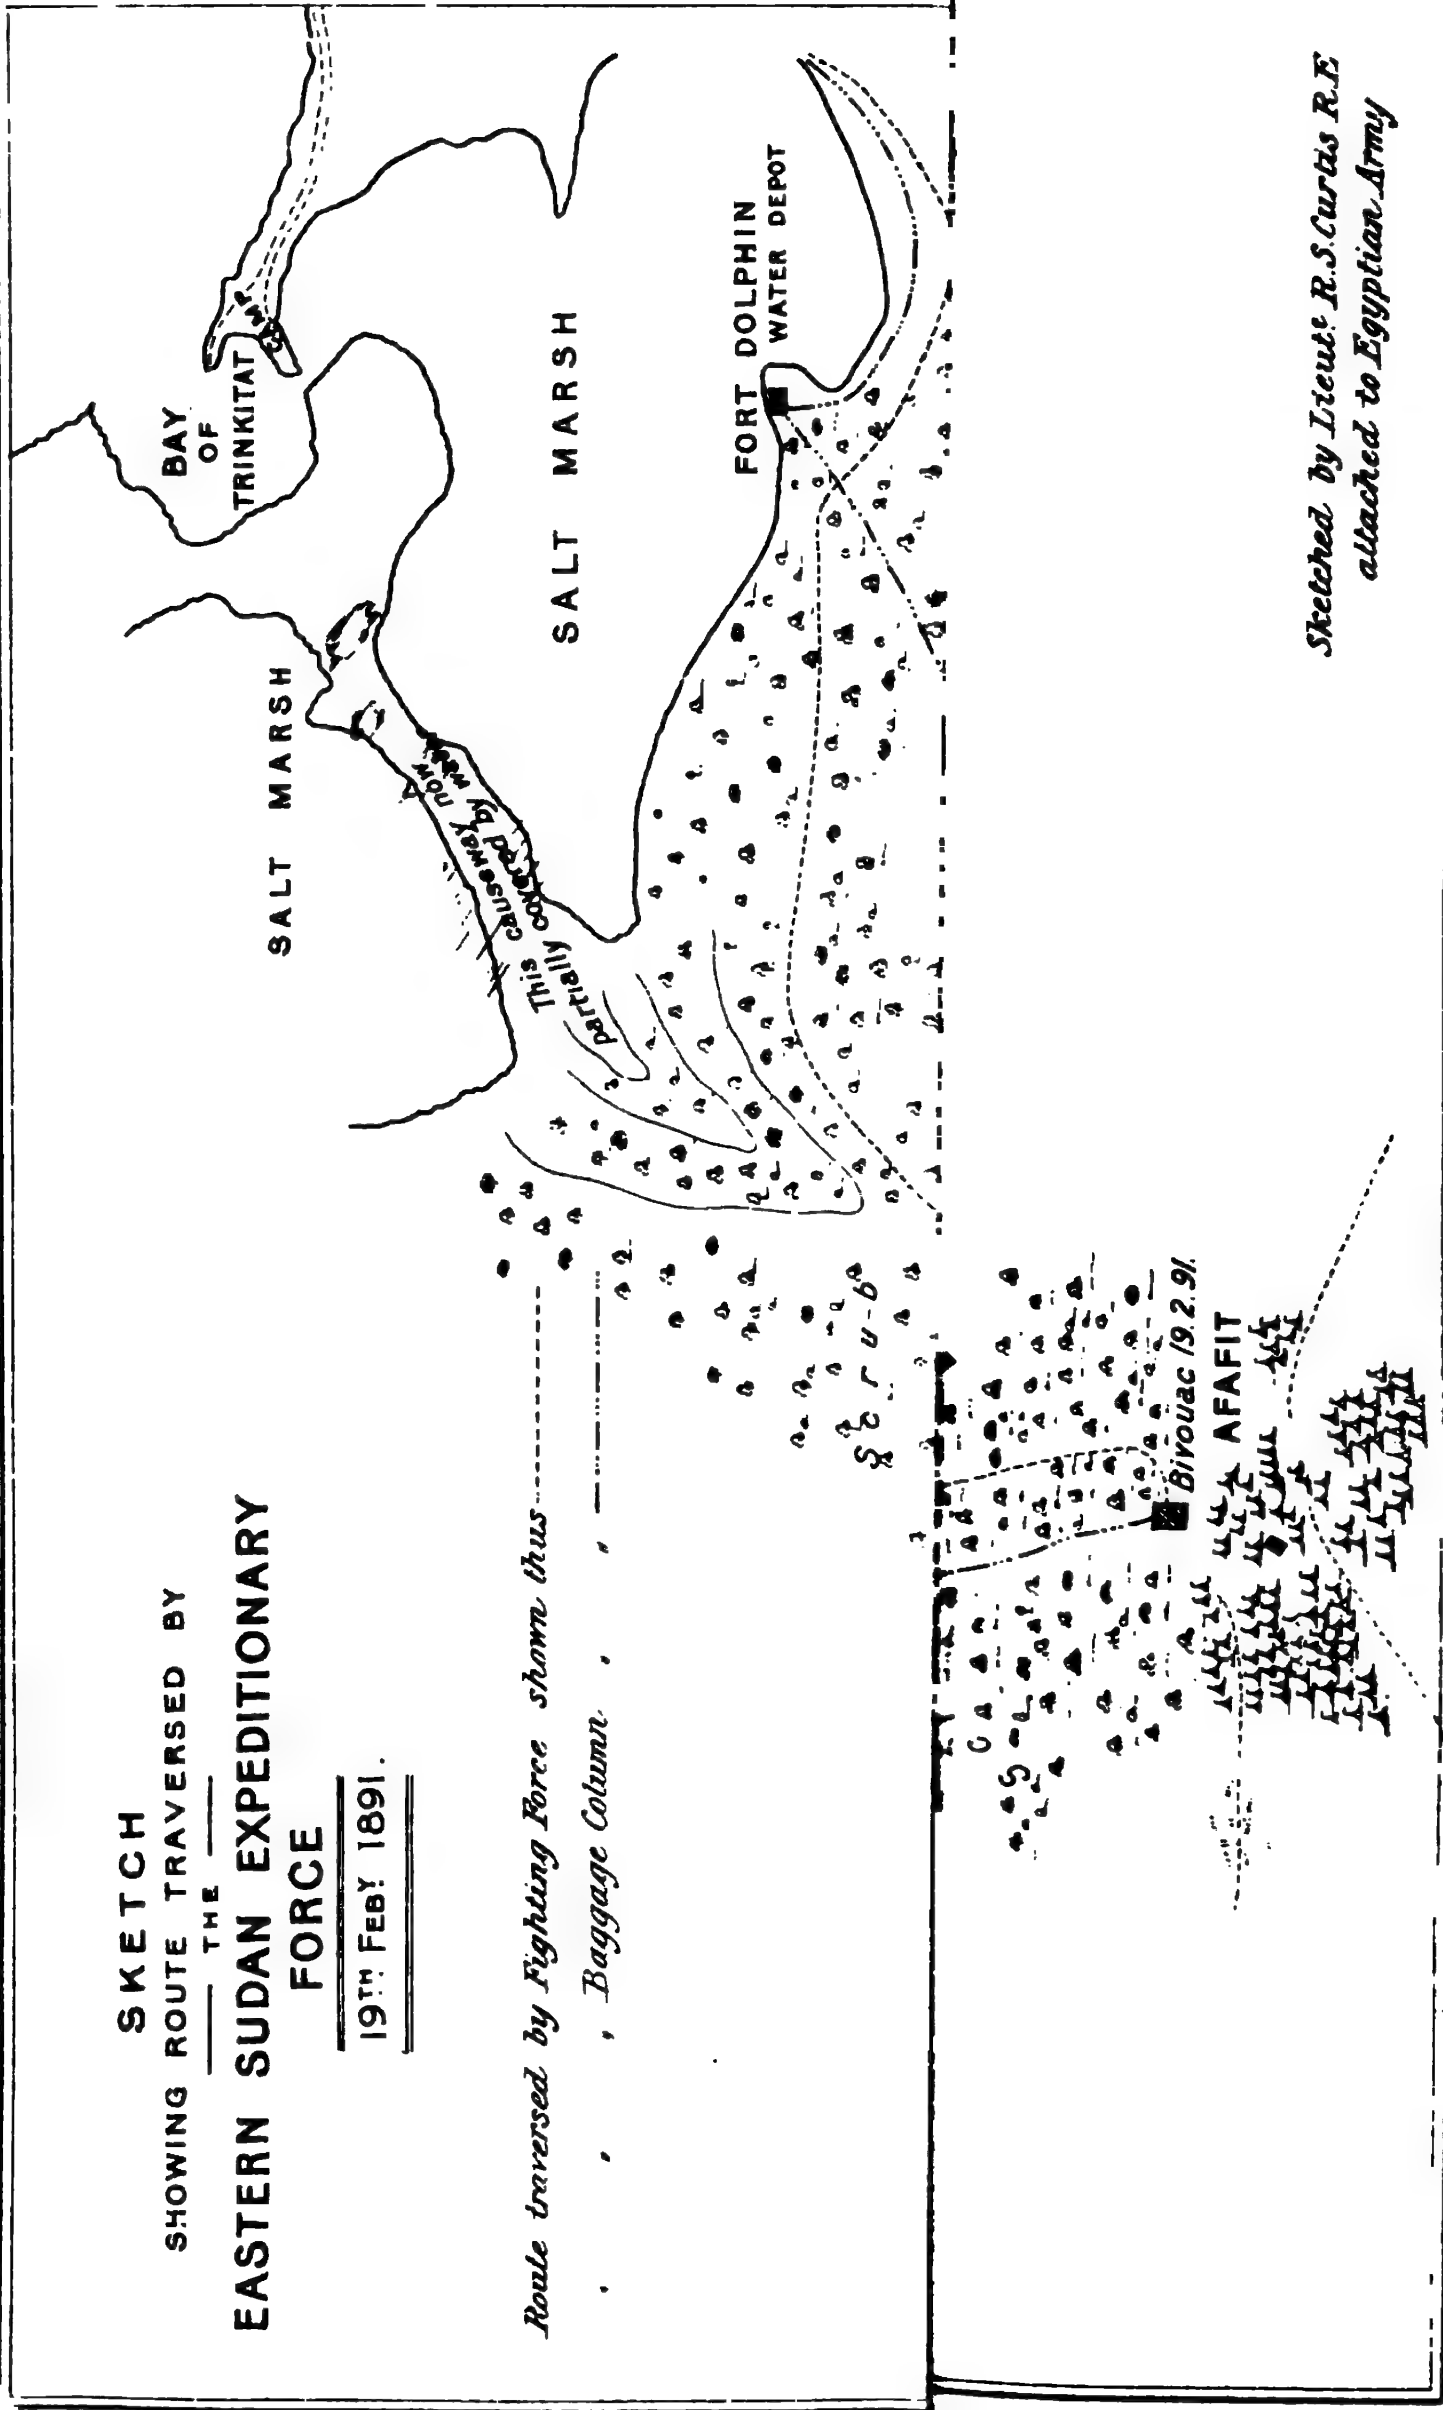 SKETCH
SHOWING ROUTE TRAVERSED BY
THE
EASTERN SUDAN EXPEDITIONARY
FORCE
19TH FEBY 1891.
Route traversed by Fighting Force shown thus
" " " Baggage Column " " "
BAY
OF
TRINKITAT
CAMP
SALT MARSH
This causeway now
partially covered by
SALT MARSH
FORT DOLPHIN
WATER DEPOT
Scrub
Bivouac 19.2.91.
AFAFIT
Sketched by Lieut.t R.S.Curtis R.E
attached to Egyptian Army